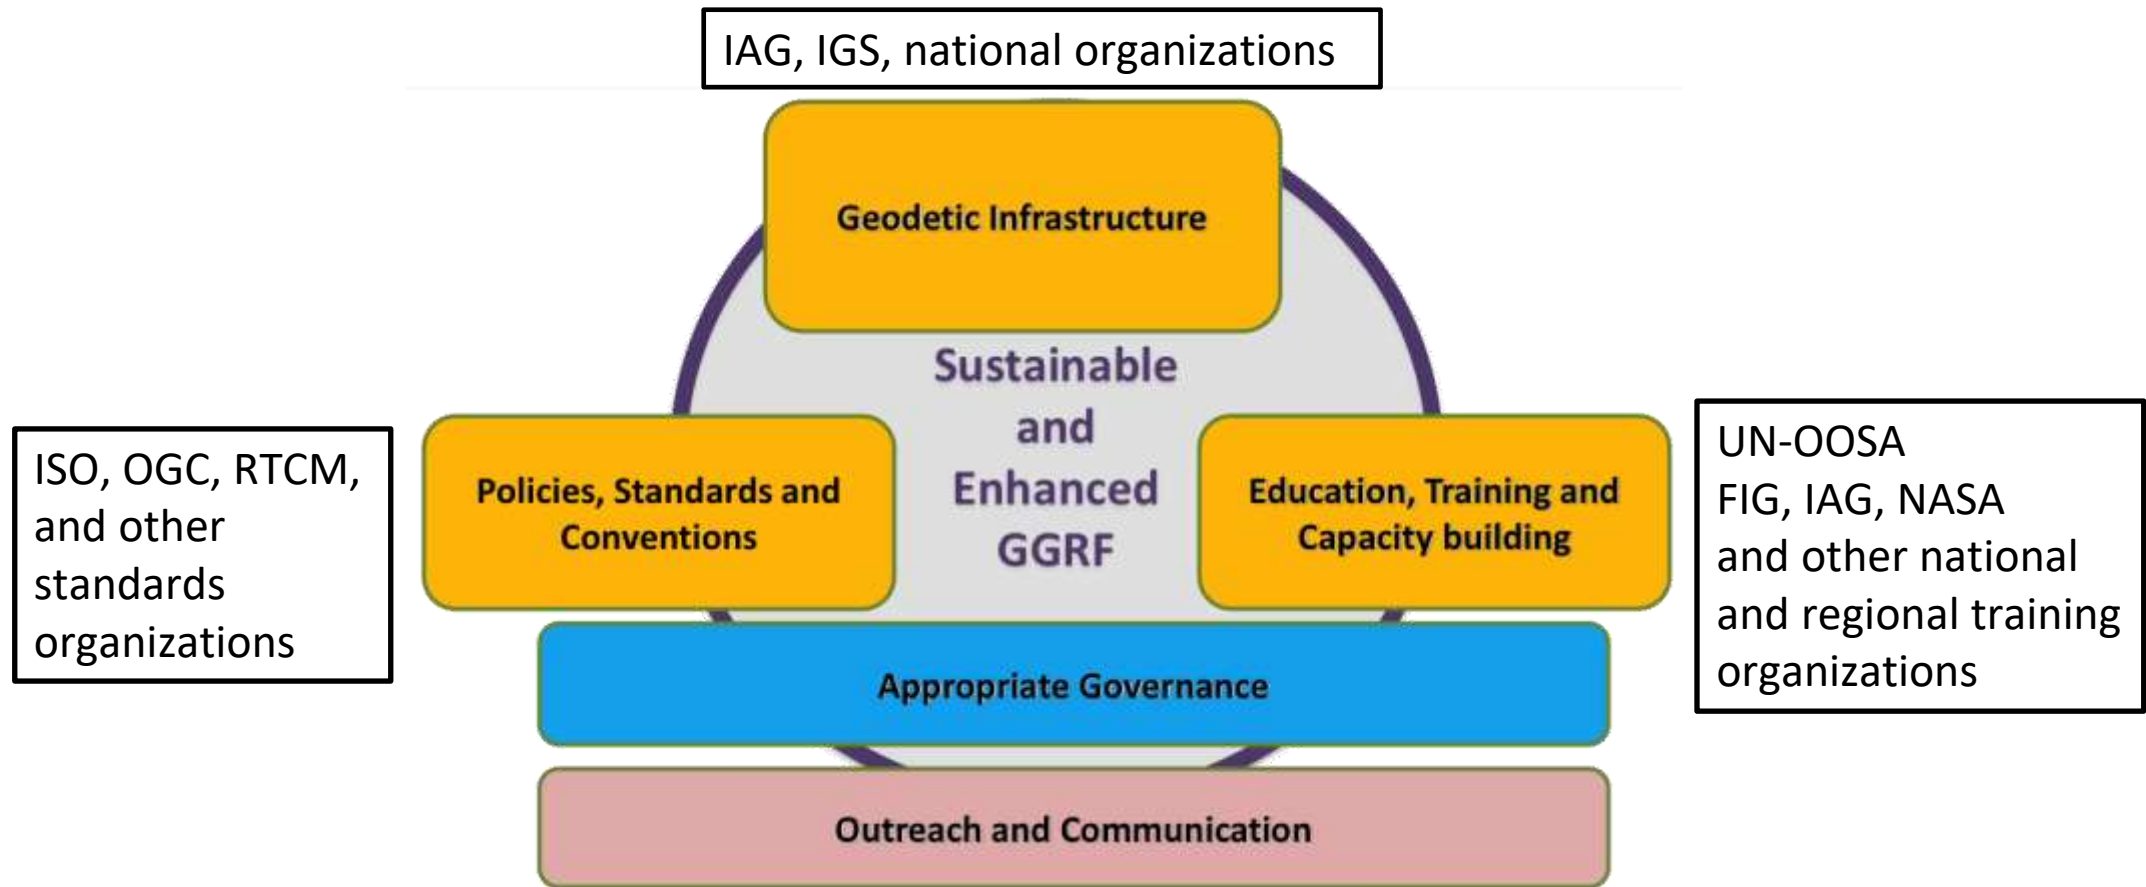 IAG, IGS, national organizations
Geodetic Infrastructure
Sustainable
and
Enhanced
GGRF
ISO, OGC, RTCM,
and other
standards
organizations
Policies, Standards and
Conventions
Education, Training and
Capacity building
UN-OOSA
FIG, IAG, NASA
and other national
and regional training
organizations
Appropriate Governance
Outreach and Communication